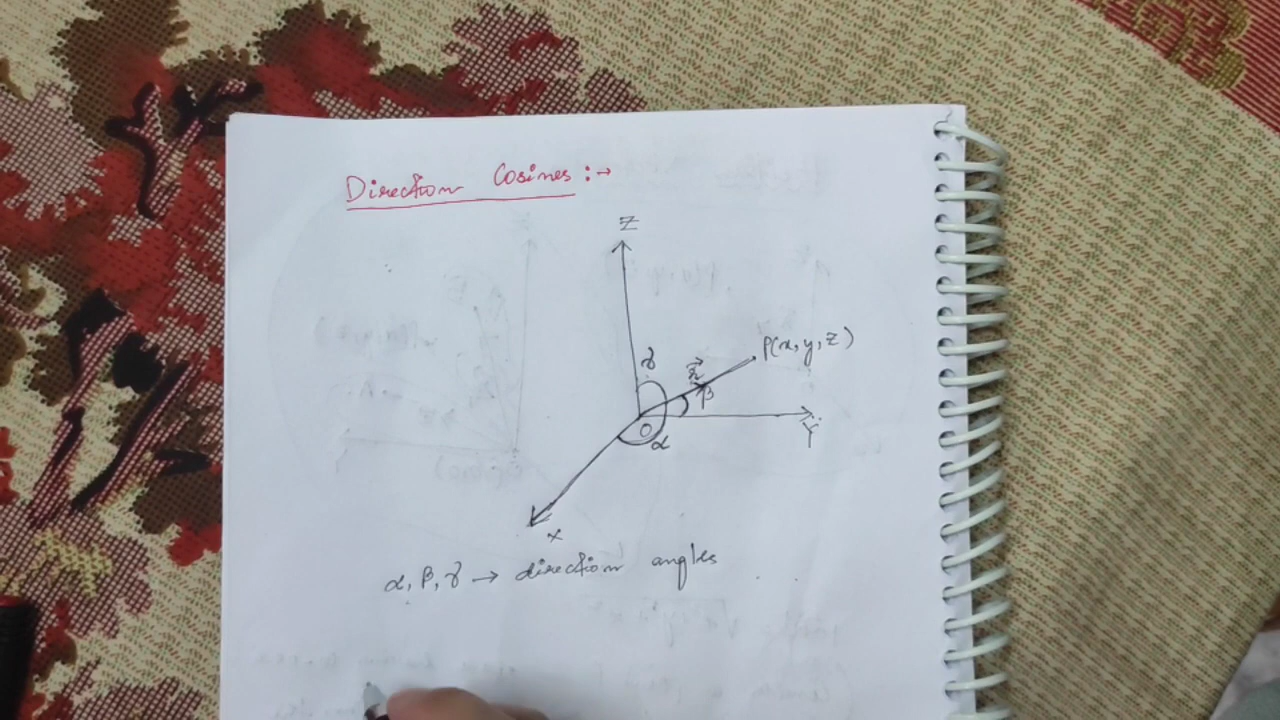 Direction Cosines :→
Z
γ
r⃗
P(x, y, z)
β
O
α
Y
x
α, β, γ → direction angles